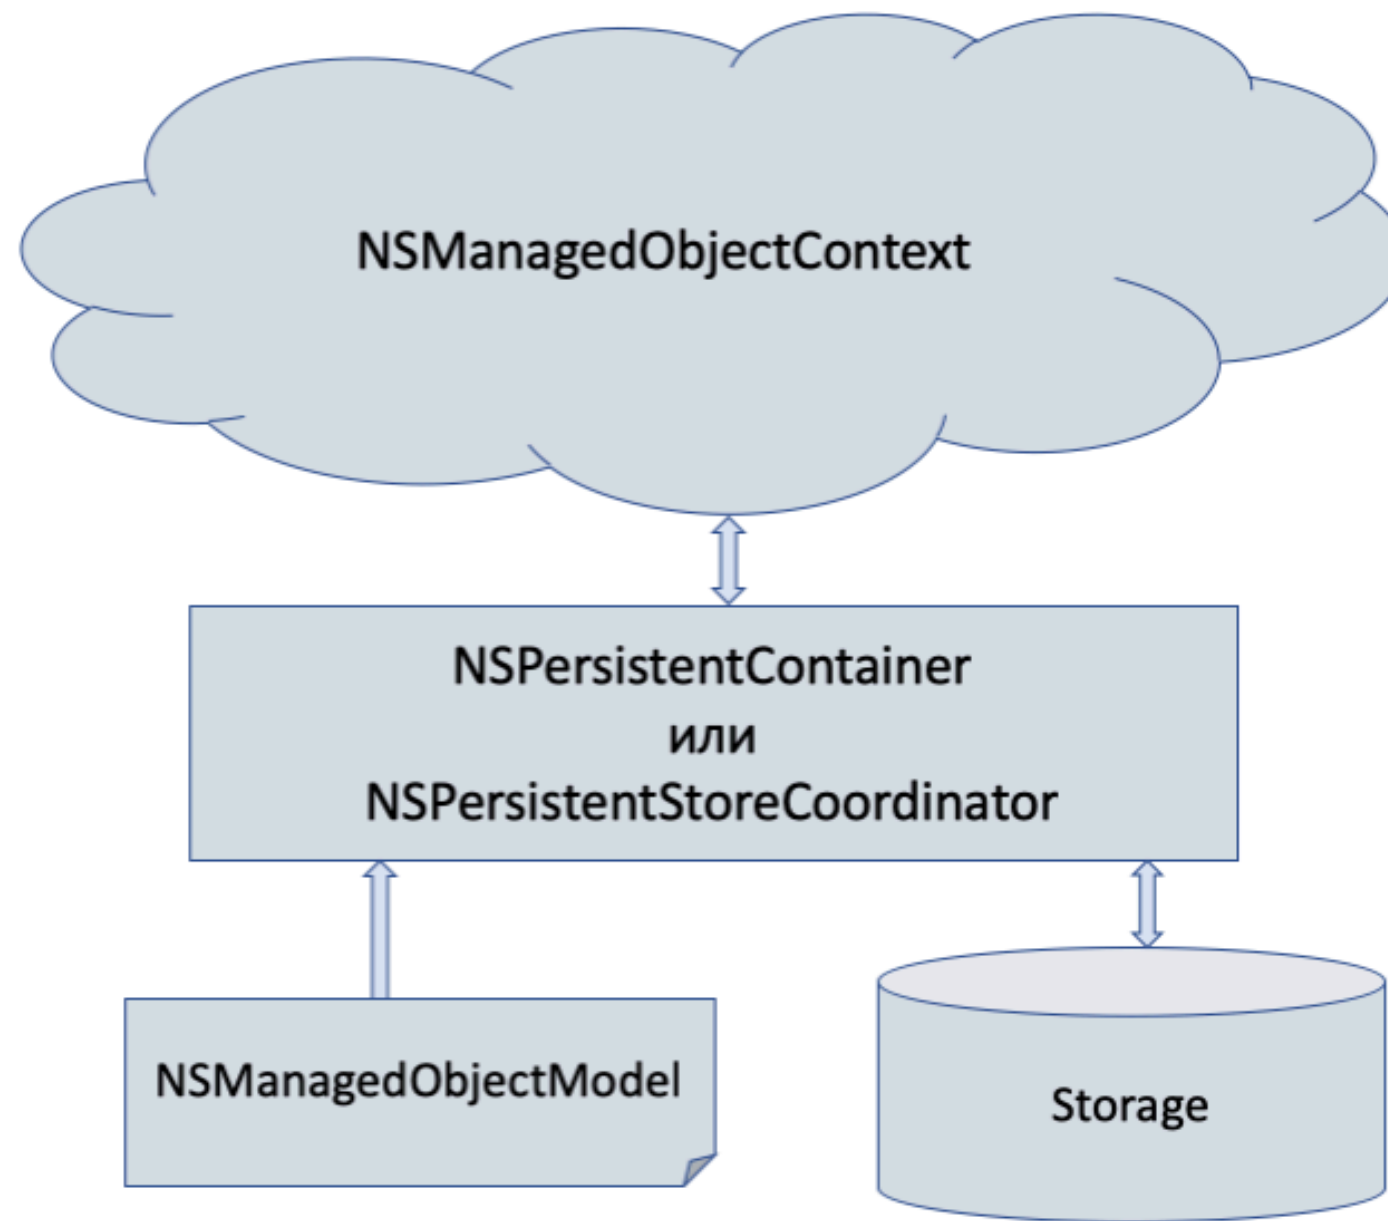 NSManagedObjectContext
NSPersistentContainer
или
NSPersistentStoreCoordinator
NSManagedObjectModel
Storage